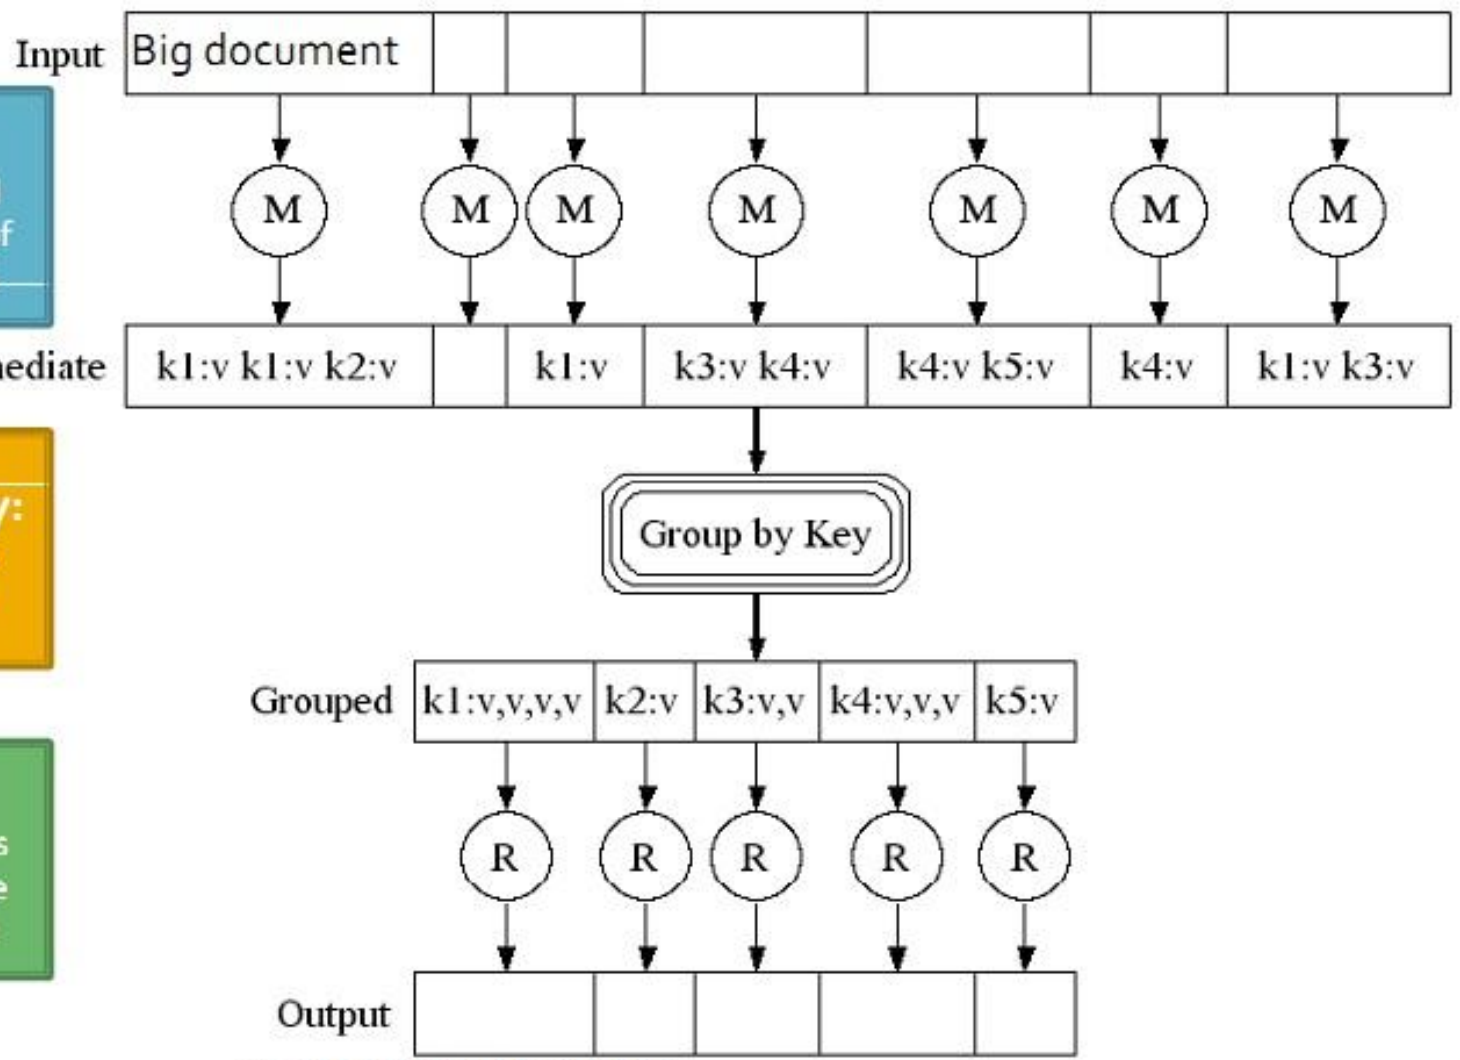 Input Big document
M M M M M M M
f
nediate k1:v k1:v k2:v k1:v k3:v k4:v k4:v k5:v k4:v k1:v k3:v
y:
Group by Key
Grouped k1:v,v,v,v k2:v k3:v,v k4:v,v,v k5:v
s
R R R R R
e
Output